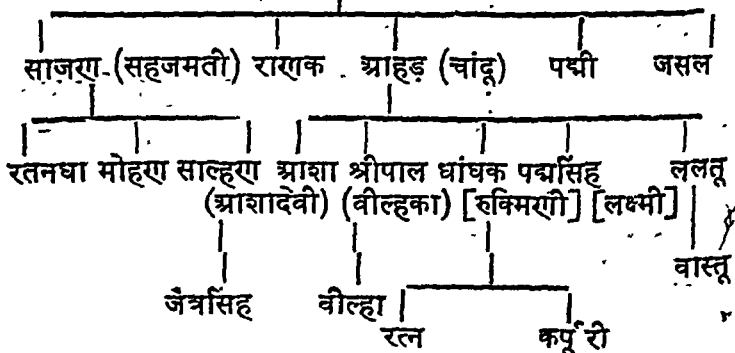 साजण (सहजमती) राणक आहड़ (चांदू) पद्मी जसल
रतनधा मोहण साल्हण आशा श्रीपाल धांधक पद्मसिंह ललतू
(आशादेवी) (वील्हका) [रुक्मिणी] [लक्ष्मी]
वास्तू
जैत्रसिंह वील्हा
रत्न कर्पूरी